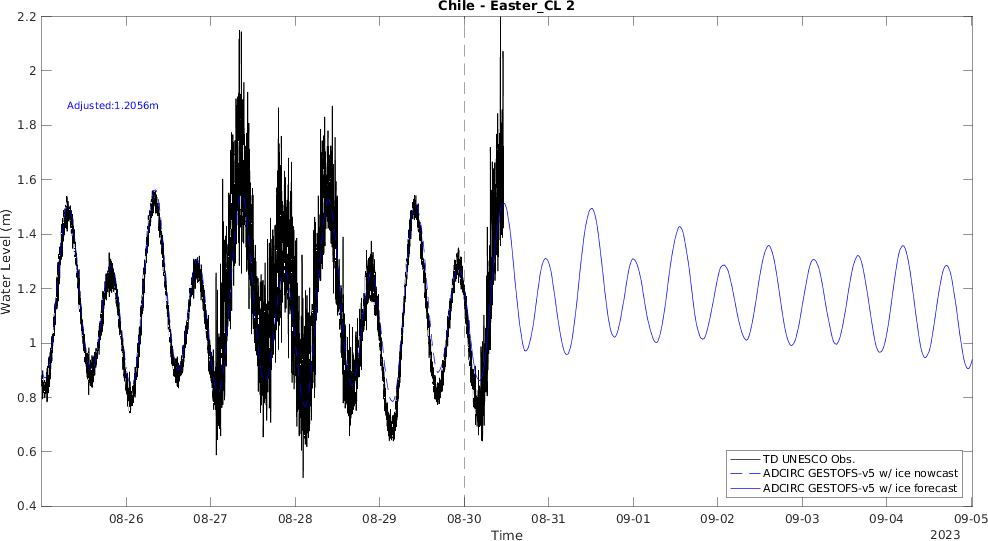 Chile - Easter_CL 2
2.2
2
1.8
1.6
1.4
1.2
1
0.8
0.6
0.4
Water Level (m)
Adjusted:1.2056m
TD UNESCO Obs.
ADCIRC GESTOFS-v5 w/ ice nowcast
ADCIRC GESTOFS-v5 w/ ice forecast
08-26 08-27 08-28 08-29 08-30 08-31 09-01 09-02 09-03 09-04 09-05
Time
2023